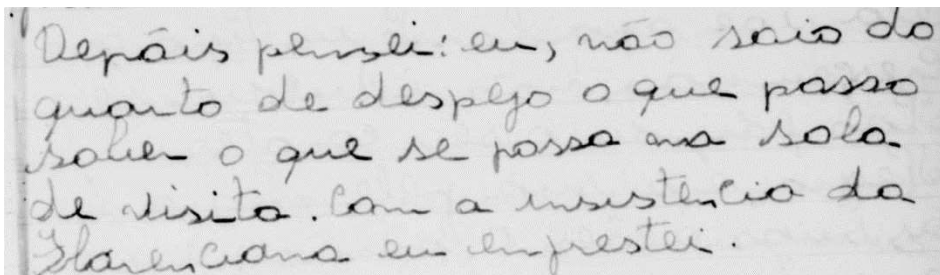 Depóis pensei: eu, não saio do
quarto de despejo o que posso
saber o que se passa na sala
de visita. Com a insistencia da
Florenciana eu emprestei.